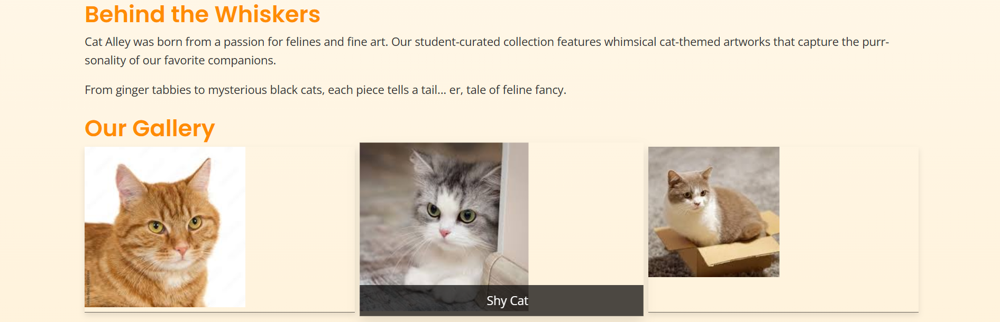 Behind the Whiskers
Cat Alley was born from a passion for felines and fine art. Our student-curated collection features whimsical cat-themed artworks that capture the purr-
sonality of our favorite companions.
From ginger tabbies to mysterious black cats, each piece tells a tail... er, tale of feline fancy.
Our Gallery
Shy Cat